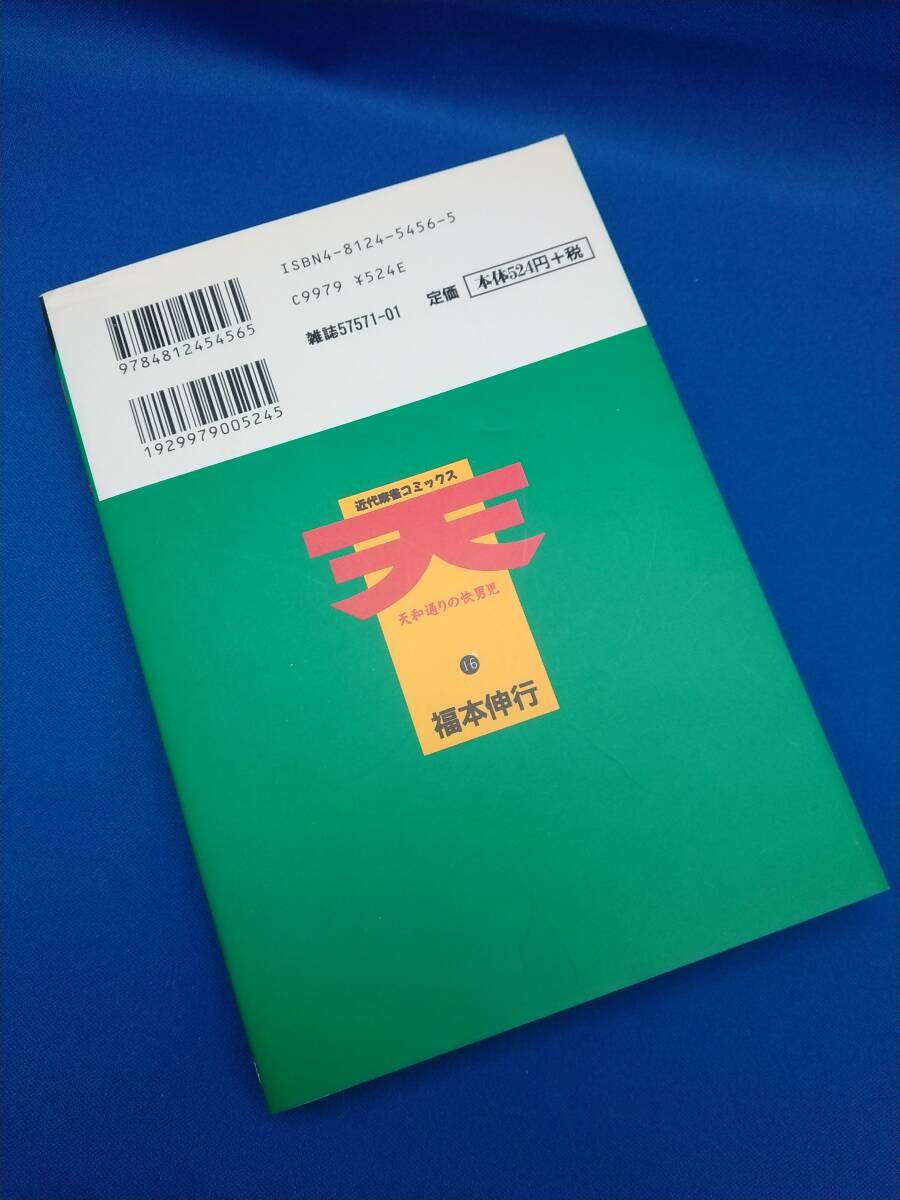 ISBN4-8124-5456-5
C9979 ¥524E
雑誌57571-01
定価
本体524円+税
9784812454565
1929979005245
近代麻雀コミックス
天
天和通りの快男児
16
福本伸行